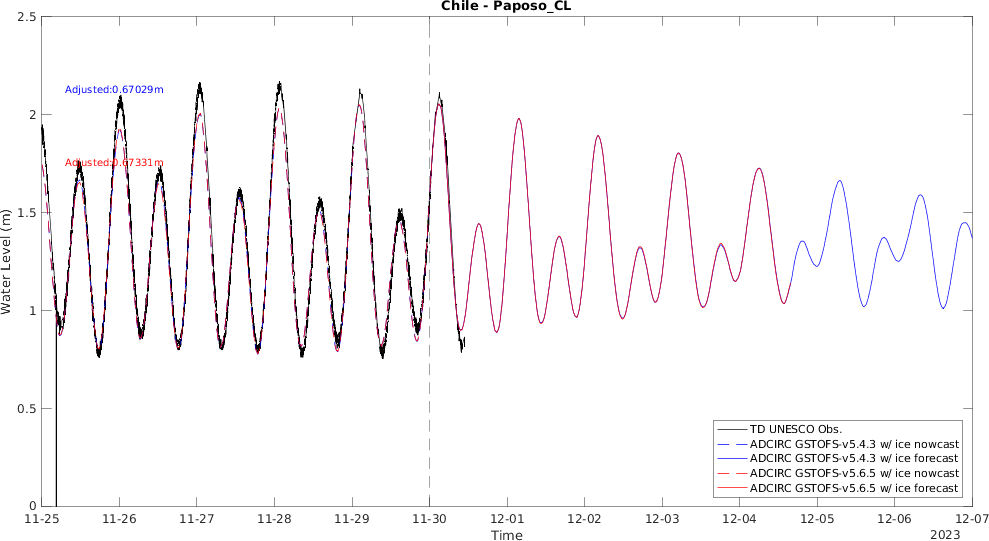 Chile - Paposo_CL
2.5
Adjusted:0.67029m
2
Adjusted:0.67331m
1.5
Water Level (m)
1
0.5
0
TD UNESCO Obs.
ADCIRC GSTOFS-v5.4.3 w/ ice nowcast
ADCIRC GSTOFS-v5.4.3 w/ ice forecast
ADCIRC GSTOFS-v5.6.5 w/ ice nowcast
ADCIRC GSTOFS-v5.6.5 w/ ice forecast
11-25 11-26 11-27 11-28 11-29 11-30 12-01 12-02 12-03 12-04 12-05 12-06 12-07
Time
2023